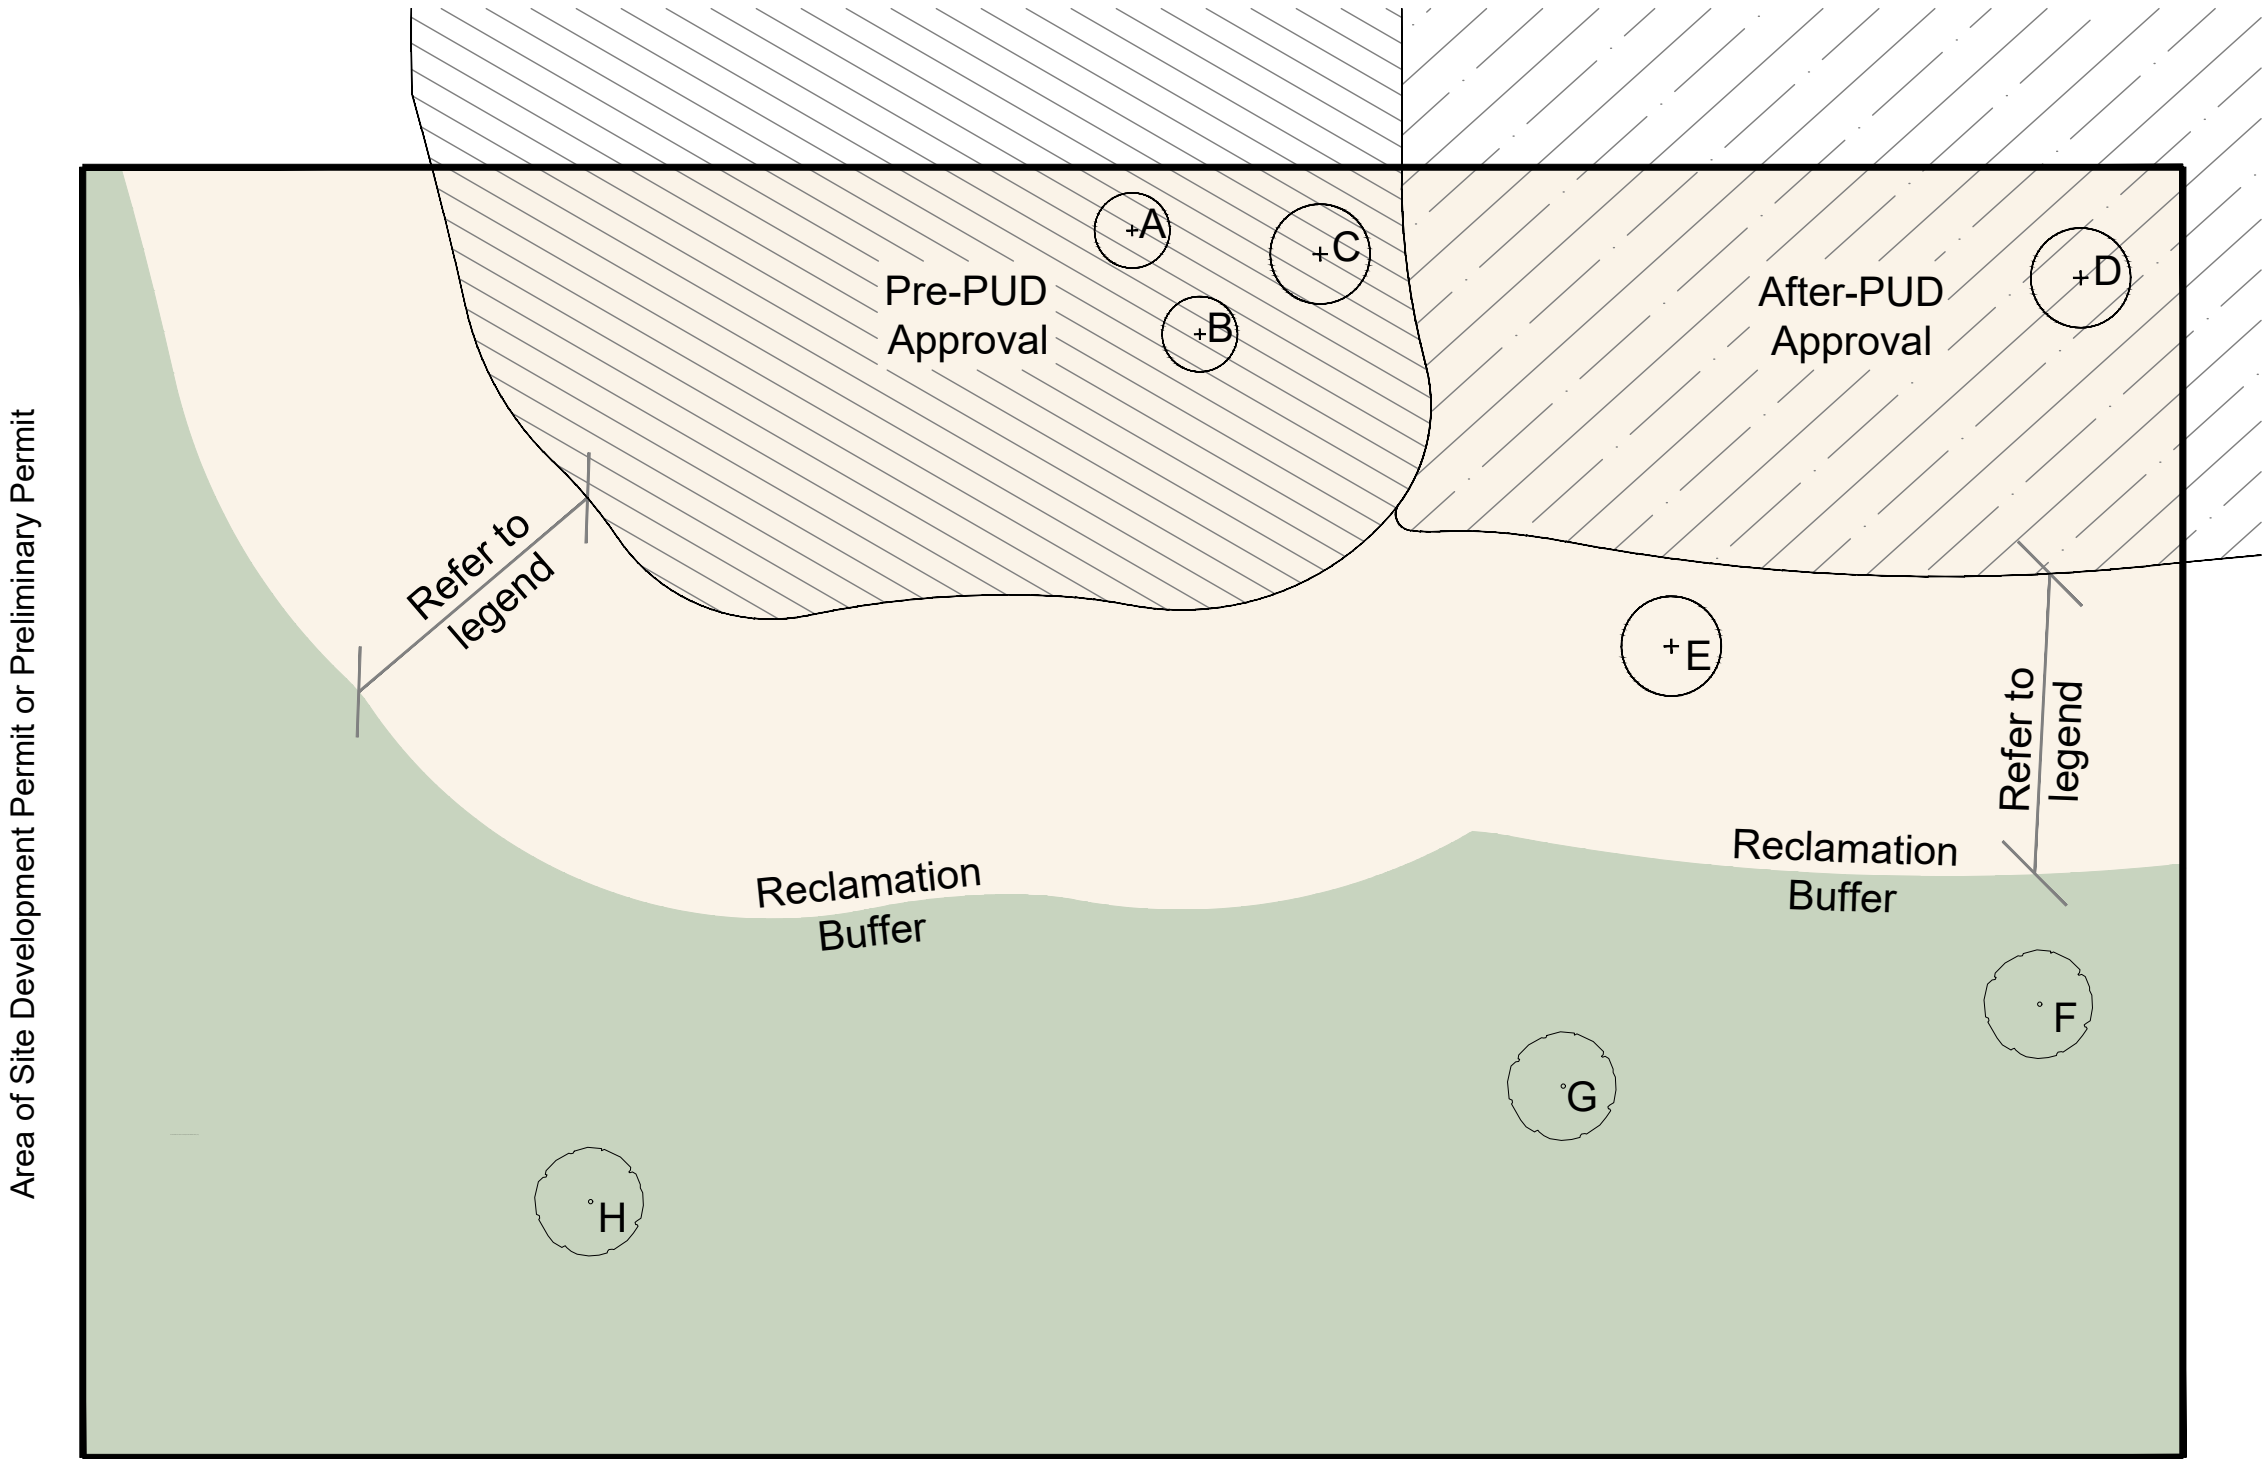 Area of Site Development Permit or Preliminary Permit
A
C
B
D
Pre-PUD
Approval
After-PUD
Approval
Refer to
legend
E
Refer to
legend
Reclamation
Buffer
Reclamation
Buffer
F
G
H